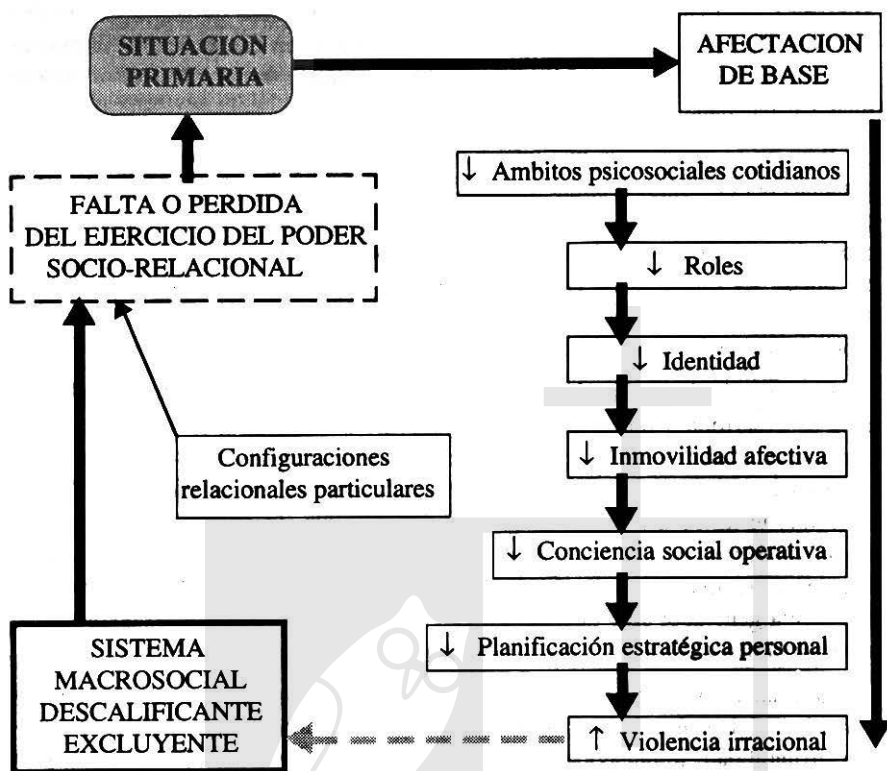 SITUACION
PRIMARIA
AFECTACION
DE BASE
FALTA O PERDIDA
DEL EJERCICIO DEL PODER
SOCIO-RELACIONAL
↓ Ambitos psicosociales cotidianos
↓ Roles
↓ Identidad
↓ Inmovilidad afectiva
↓ Conciencia social operativa
↓ Planificación estratégica personal
↑ Violencia irracional
Configuraciones
relacionales particulares
SISTEMA
MACROSOCIAL
DESCALIFICANTE
EXCLUYENTE